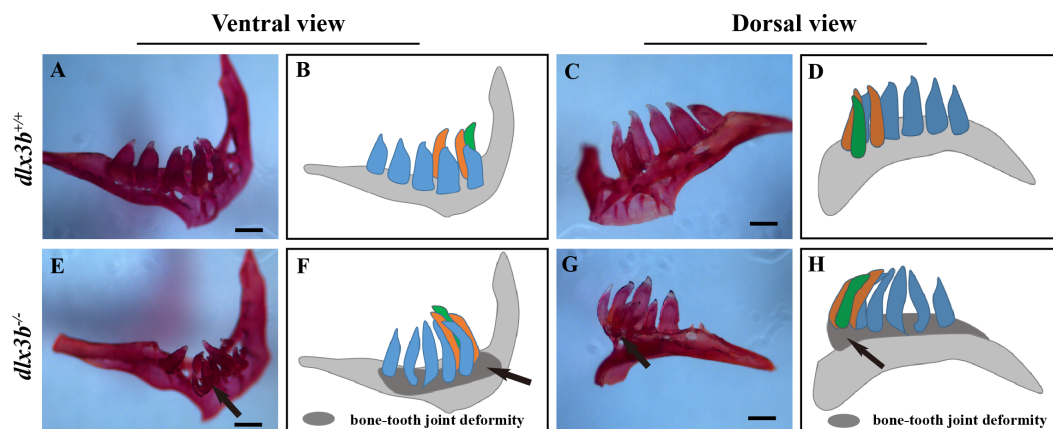 Ventral view Dorsal view
dlx3b+/+
A B C D
dlx3b-/-
E F G H
bone-tooth joint deformity bone-tooth joint deformity